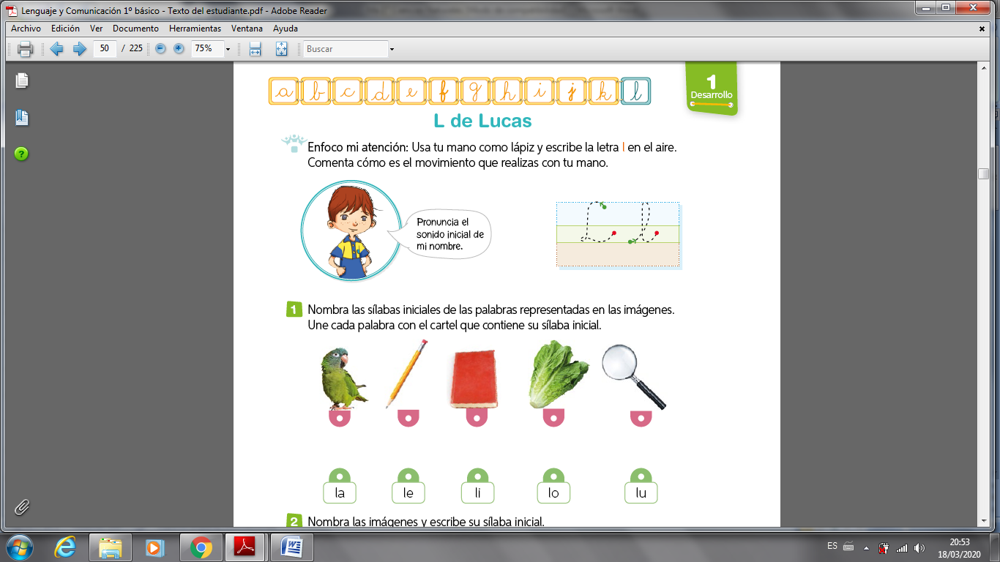 Lenguaje y Comunicación 1º básico - Texto del estudiante.pdf - Adobe Reader
Archivo Edición Ver Documento Herramientas Ventana Ayuda
50 / 225 75% Buscar
a b c d e f g h i j k l
1
Desarrollo
L de Lucas
Enfoco mi atención: Usa tu mano como lápiz y escribe la letra l en el aire.
Comenta cómo es el movimiento que realizas con tu mano.
Pronuncia el
sonido inicial de
mi nombre.
1 Nombra las sílabas iniciales de las palabras representadas en las imágenes.
Une cada palabra con el cartel que contiene su sílaba inicial.
la le li lo lu
2 Nombra las imágenes y escribe su sílaba inicial.
ES 20:53
18/03/2020